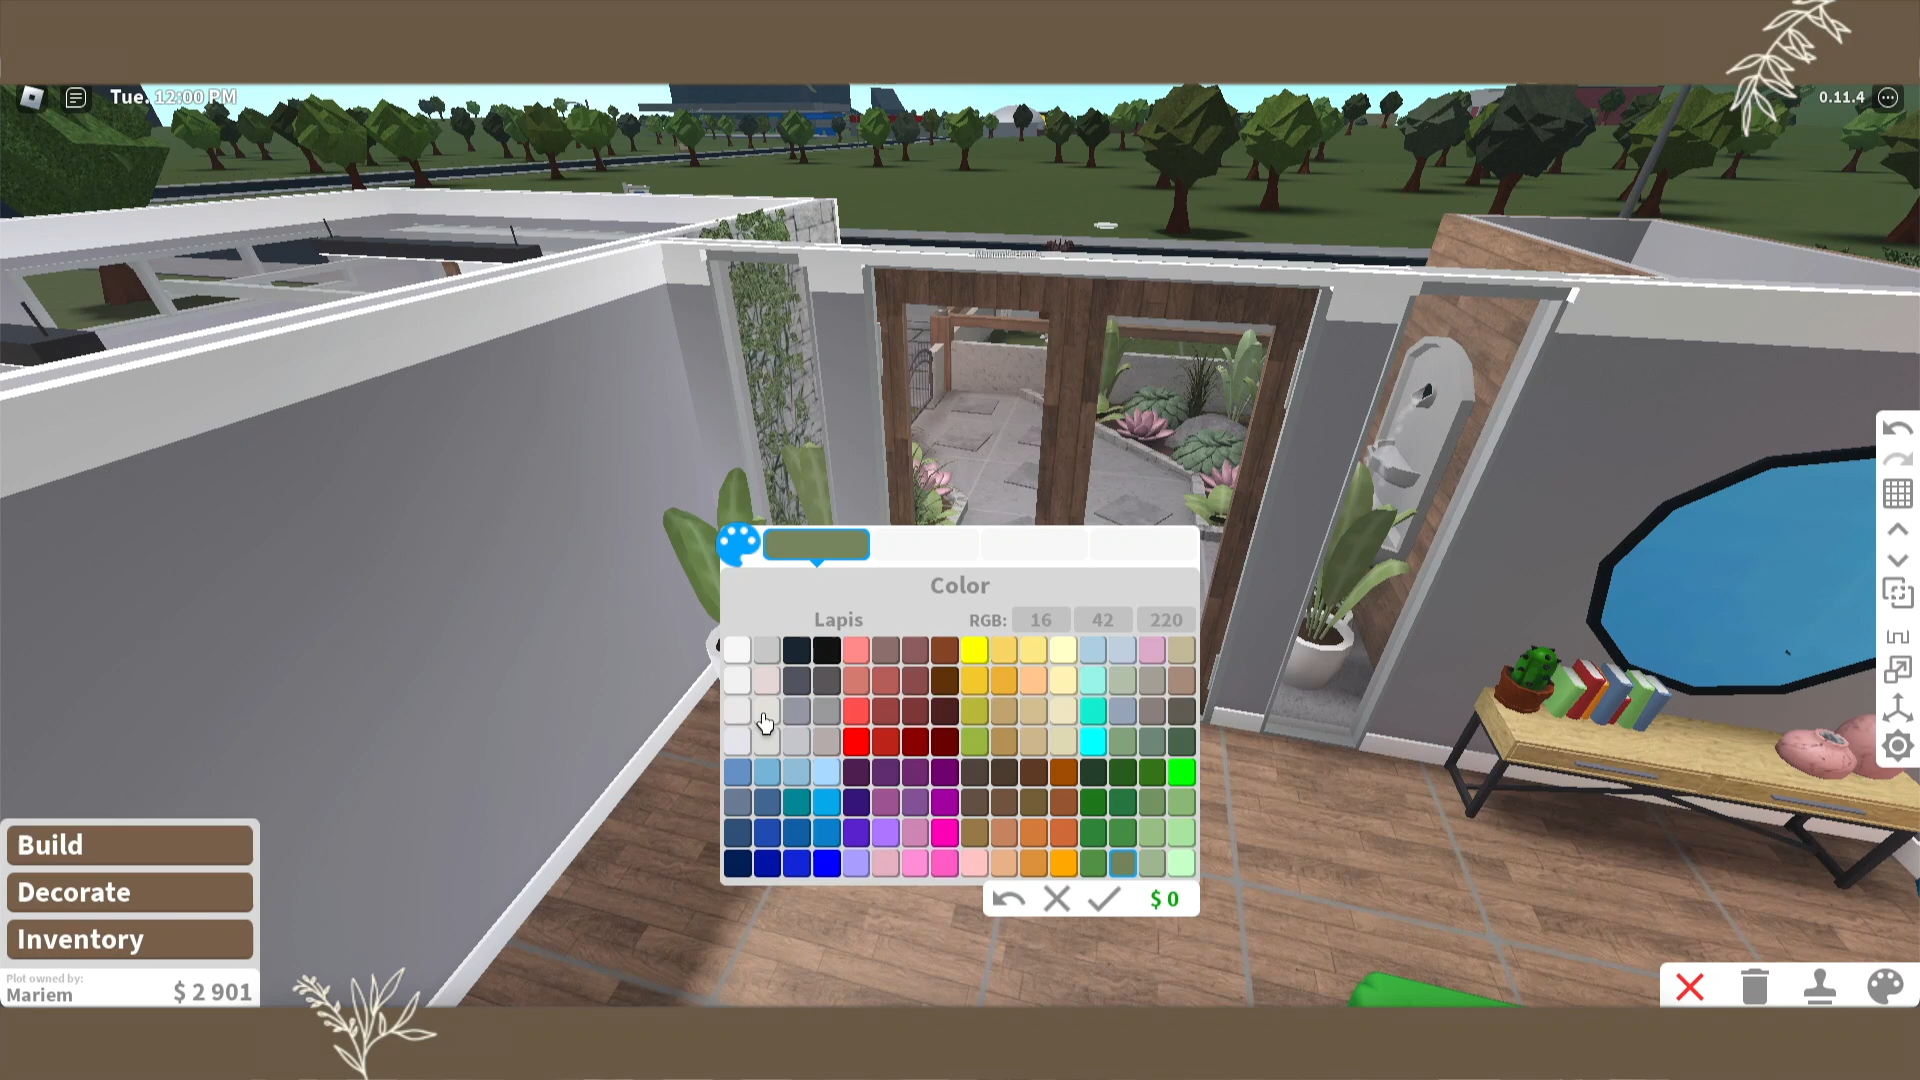 Tue. 12:00 PM
0.11.4
Color
Lapis
RGB: 16 42 220
$ 0
Build
Decorate
Inventory
Plot owned by:
Mariem
$ 2 901